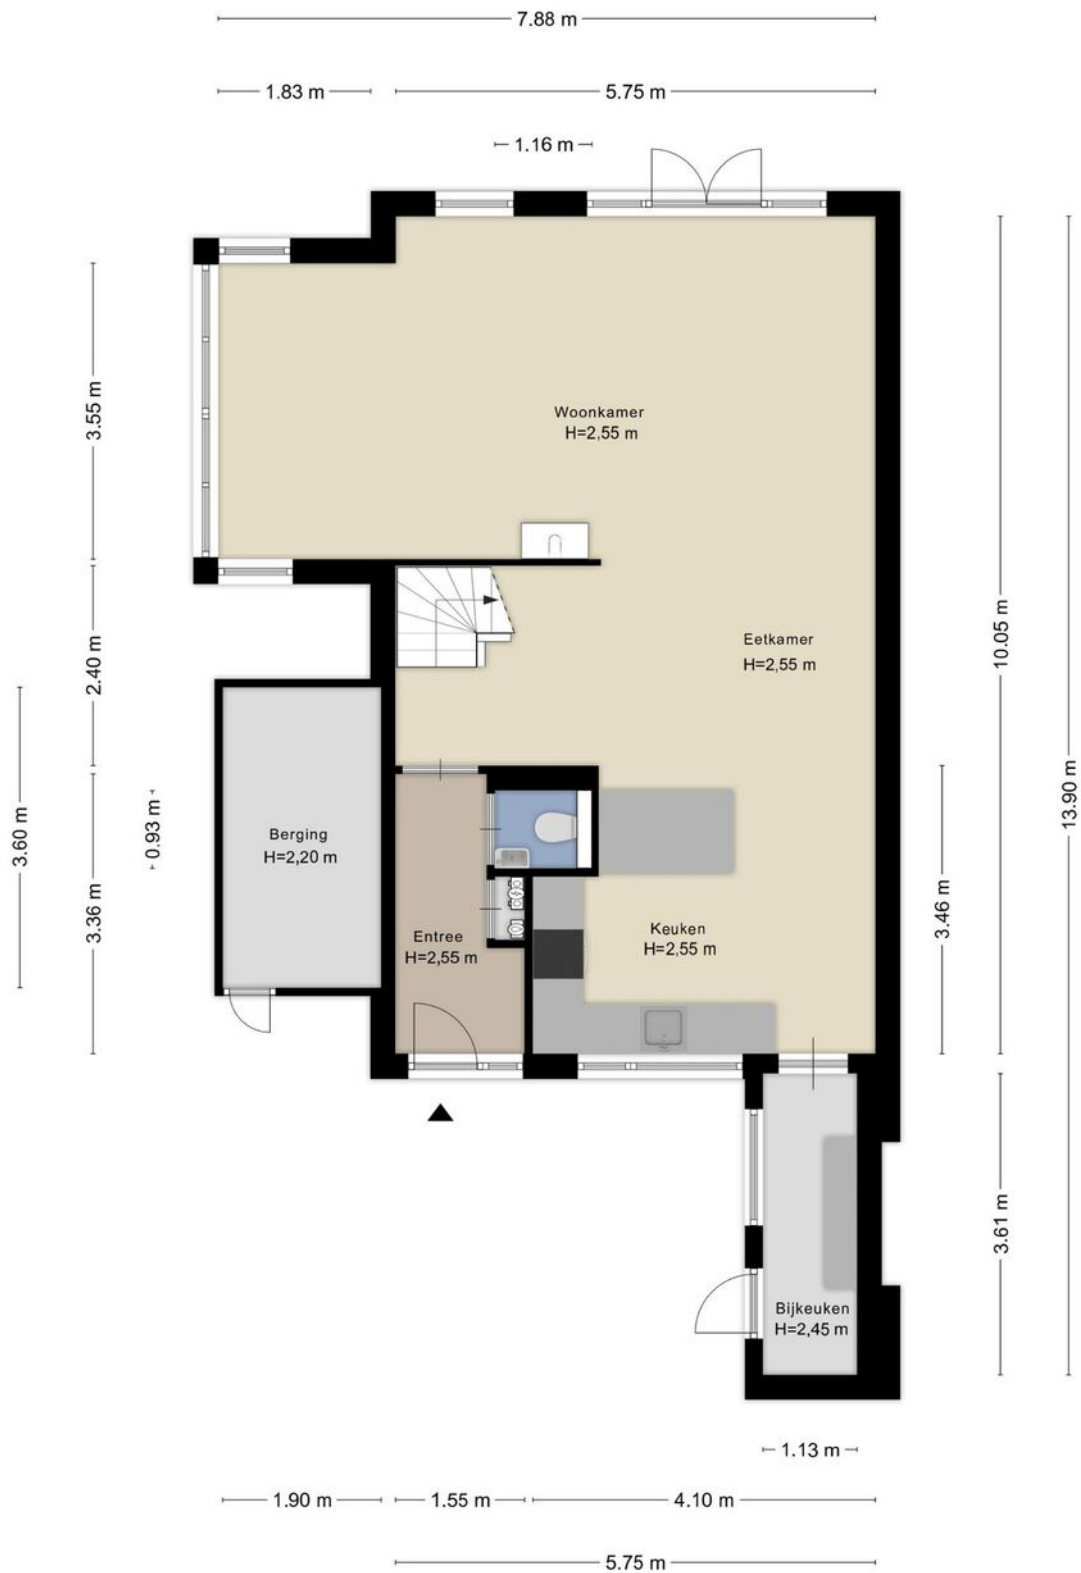 7.88 m
1.83 m
5.75 m
1.16 m
3.55 m
Woonkamer
H=2,55 m
2.40 m
10.05 m
Eetkamer
H=2,55 m
13.90 m
3.60 m
0.93 m
Berging
H=2,20 m
3.36 m
3.46 m
Entree
H=2,55 m
Keuken
H=2,55 m
3.61 m
Bijkeuken
H=2,45 m
1.13 m
1.90 m
1.55 m
4.10 m
5.75 m